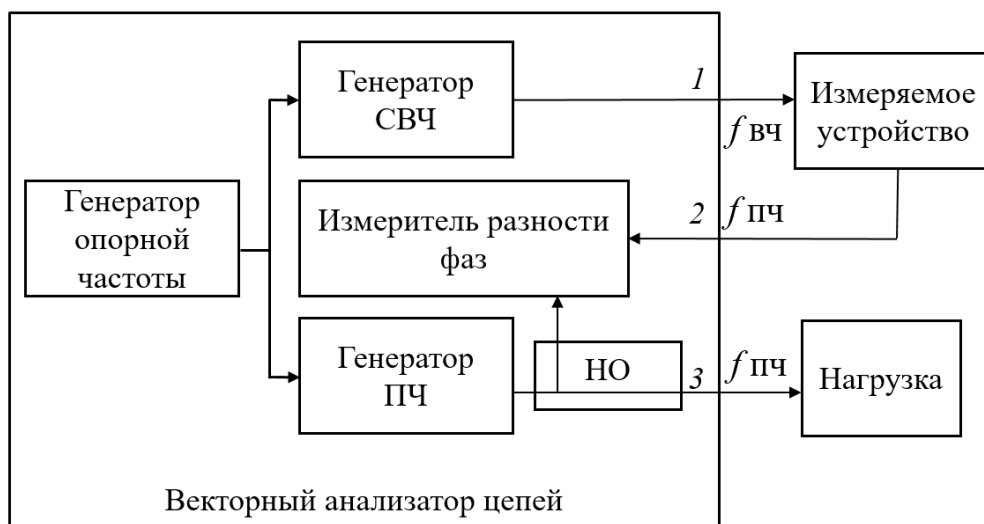 Генератор
СВЧ
1
f ВЧ
Измеряемое
устройство
Генератор
опорной
частоты
Измеритель разности
фаз
2
f ПЧ
Генератор
ПЧ
НО
3
f ПЧ
Нагрузка
Векторный анализатор цепей